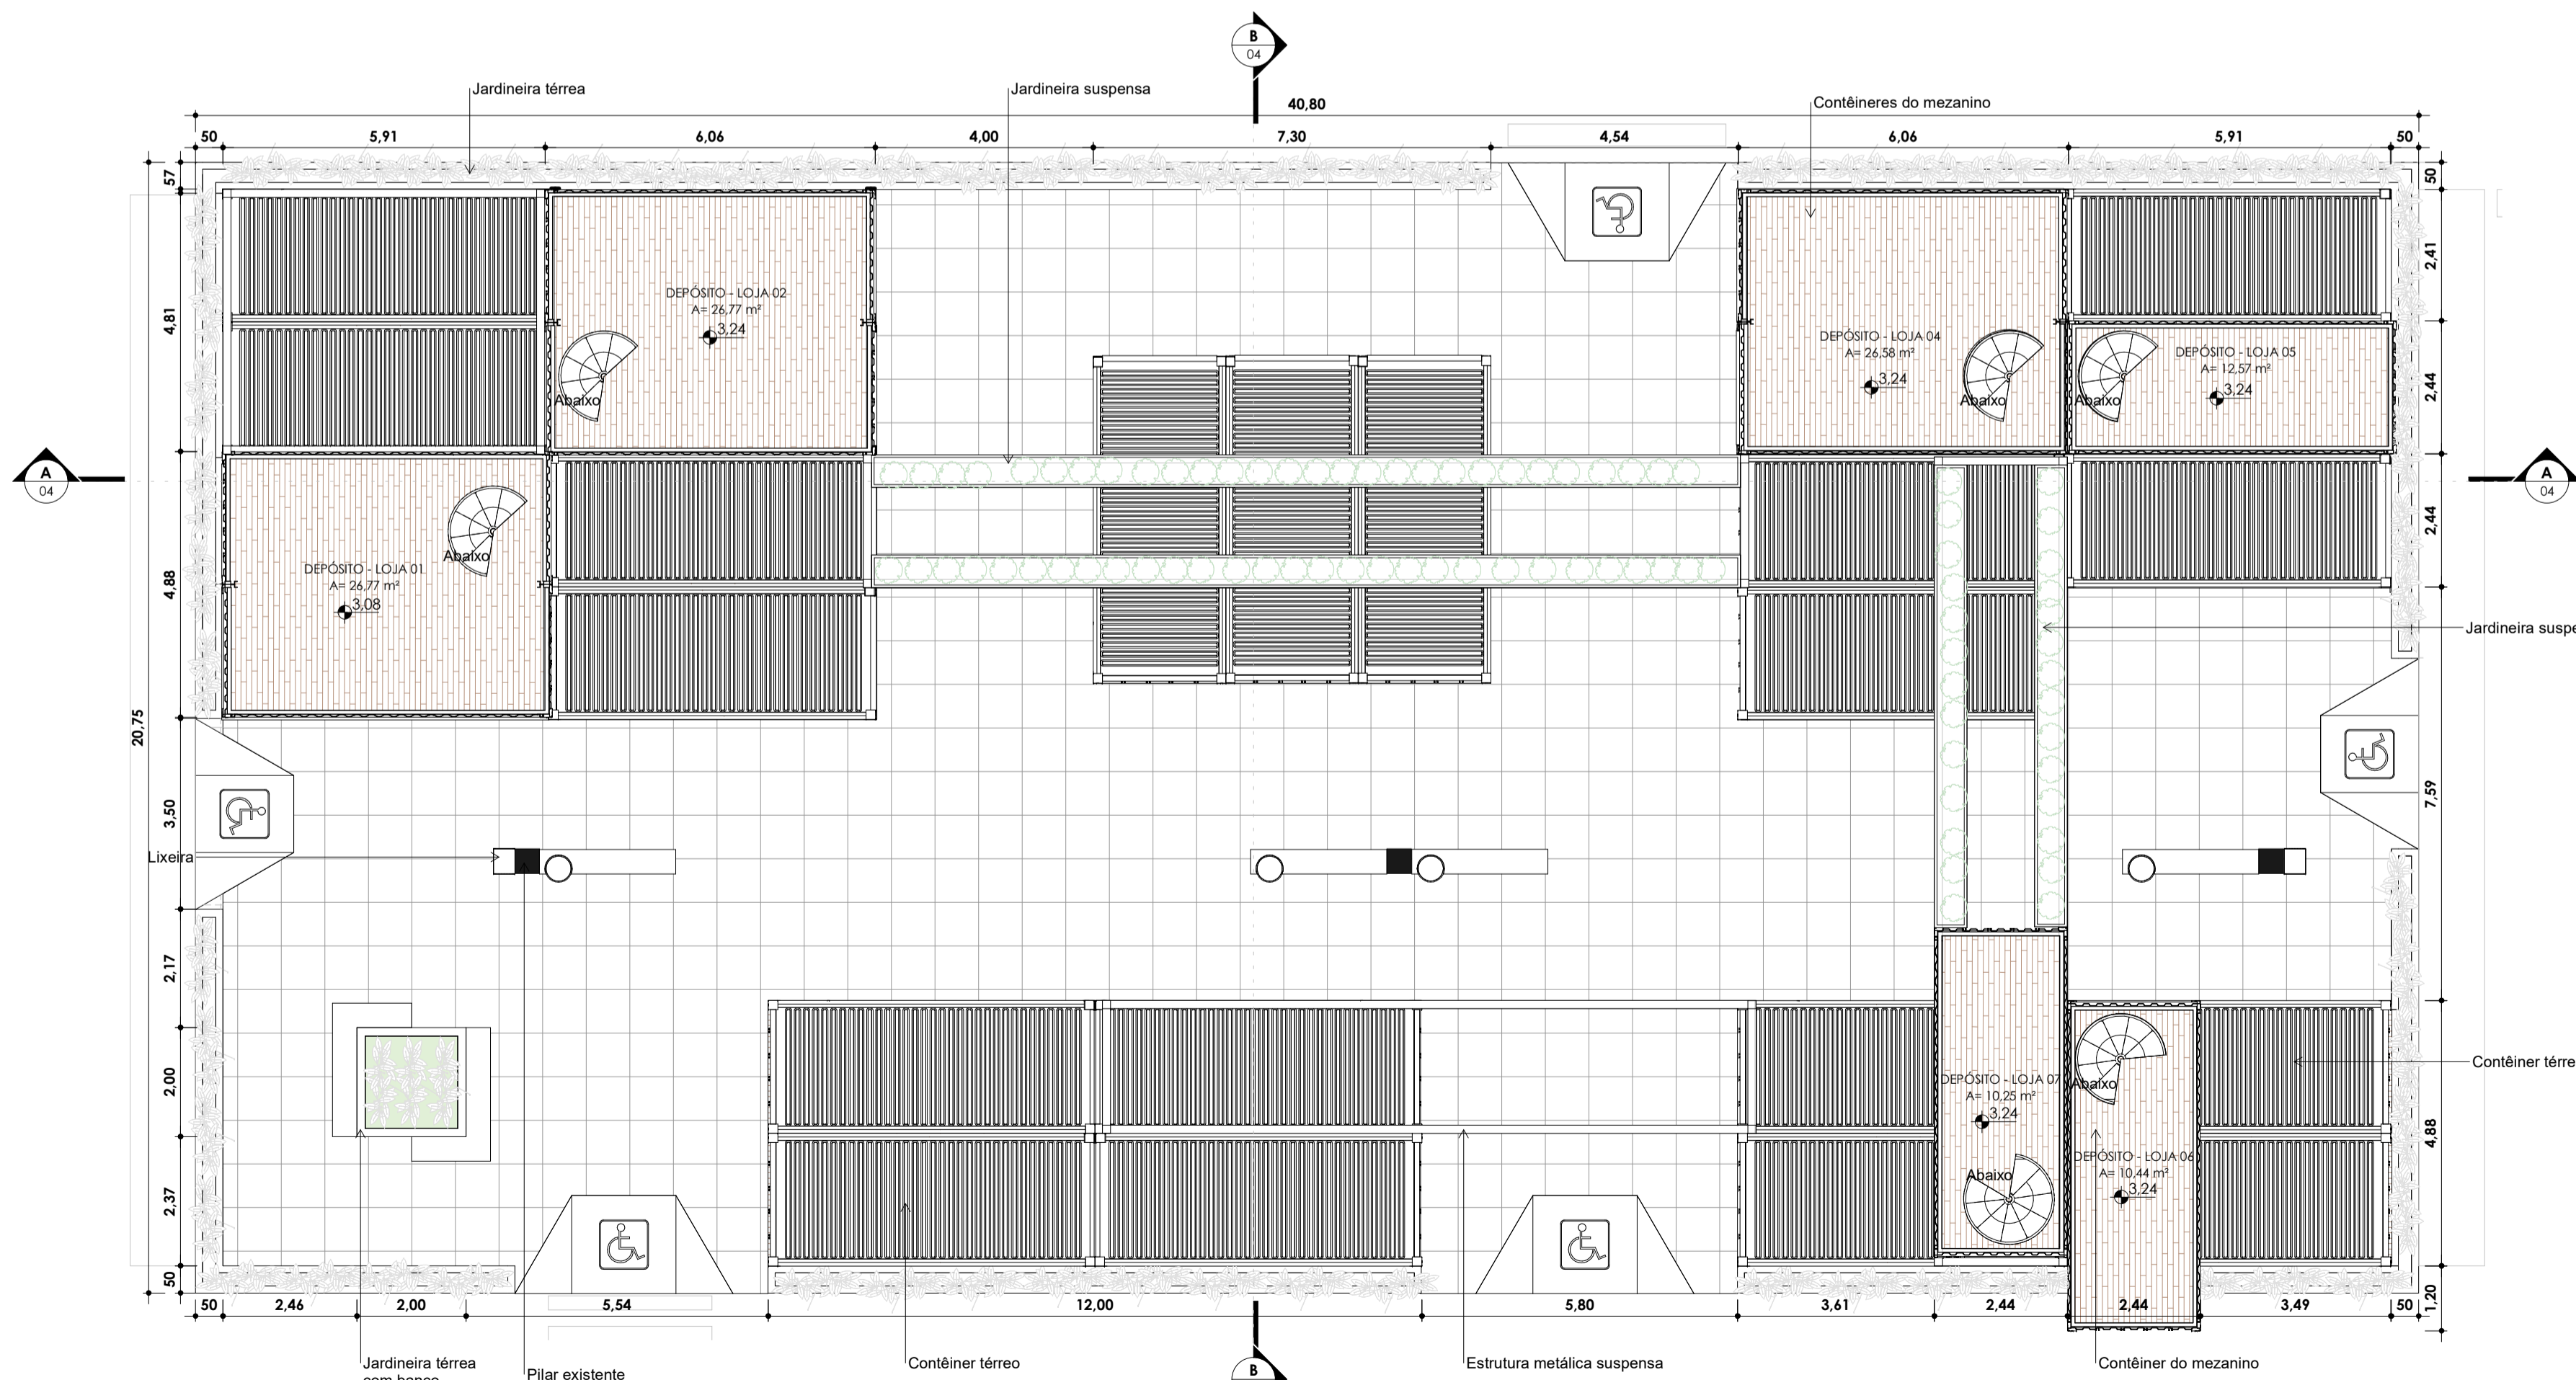 B
04
Jardineira térrea
Jardineira suspensa
Contêineres do mezanino
40,80
50
5,91
6,06
4,00
7,30
4,54
6,06
5,91
50
57
4,81
4,88
20,75
3,50
2,17
2,00
2,37
50
50
2,41
2,44
2,44
7,59
4,88
1,20
DEPÓSITO - LOJA 02
A= 26,77 m²
3,24
Abaixo
DEPÓSITO - LOJA 04
A= 26,58 m²
3,24
Abaixo
DEPÓSITO - LOJA 05
A= 12,57 m²
3,24
Abaixo
A
04
A
04
DEPÓSITO - LOJA 01
A= 26,77 m²
3,08
Abaixo
Jardineira suspe
Lixeira
Contêiner térre
DEPÓSITO - LOJA 07
A= 10,25 m²
3,24
Abaixo
Abaixo
DEPÓSITO - LOJA 06
A= 10,44 m²
3,24
50
2,46
2,00
5,54
12,00
5,80
3,61
2,44
2,44
3,49
50
Jardineira térrea
com banco
Pilar existente
Contêiner térreo
B
Estrutura metálica suspensa
Contêiner do mezanino